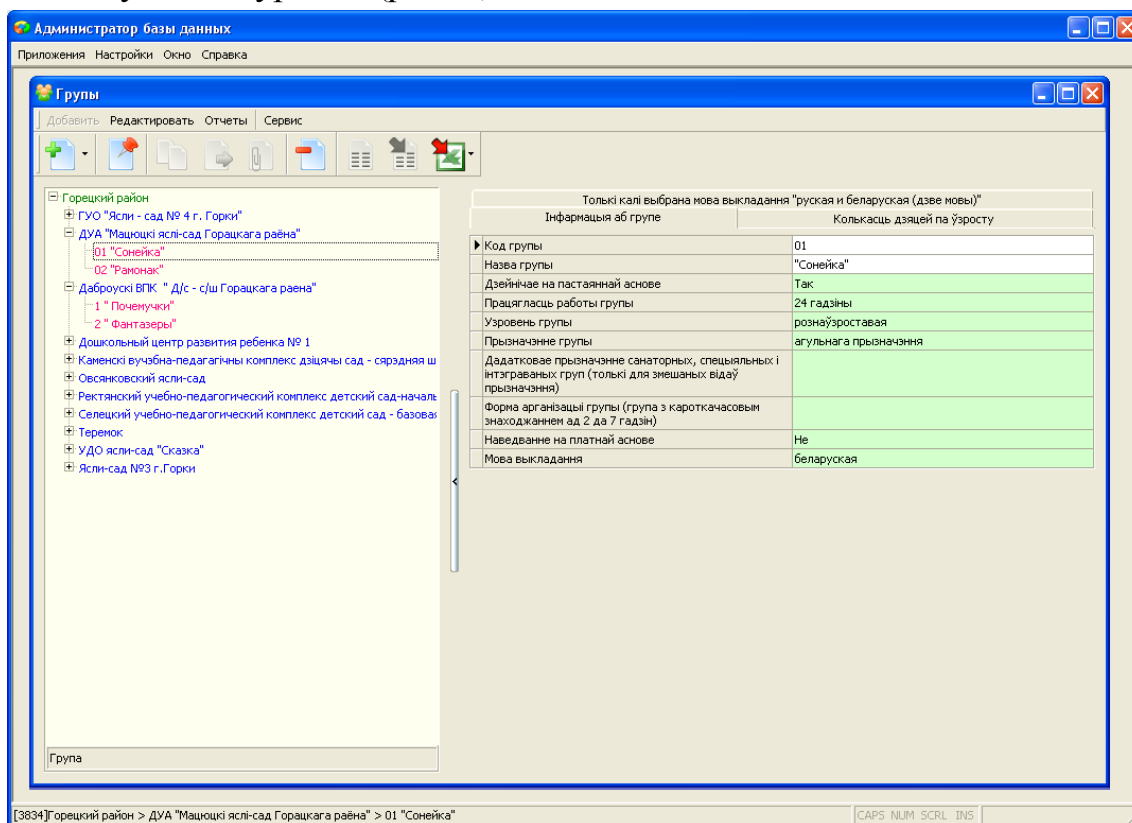 Администратор базы данных
Приложения Настройки Окно Справка
Групы
Добавить Редактировать Отчеты Сервис
Горецкий район
ГУО "Ясли - сад № 4 г. Горки"
ДУА "Мацюцкі яслі-сад Горацкага раёна"
01 "Сонейка"
02 "Рамонак"
Даброускі ВПК " Д/с - с/ш Горацкага раена"
1 " Почемучки"
2 " Фантазеры"
Дошкольный центр развития ребенка № 1
Каменскі вучэбна-педагагічны комплекс дзіцячы сад - сярэдняя ш
Овсянковский ясли-сад
Ректянский учебно-педагогический комплекс детский сад-началь
Селецкий учебно-педагогический комплекс детский сад - базовая
Теремок
УДО ясли-сад "Сказка"
Ясли-сад №3 г.Горки
Група
Толькі калі выбрана мова выкладання "руская и беларуская (дзве мовы)"
Інфармацыя аб групе Колькасць дзяцей па ўзросту
Код групы 01
Назва групы "Сонейка"
Дзейнічае на пастаяннай аснове Так
Працягласць работы групы 24 гадзіны
Узровень групы рознаўзроставая
Прызначэнне групы агульнага прызначэння
Дадатковае прызначэнне санаторных, спецыяльных і
інтэграваных груп (толькі для змешаных відаў
прызначэння)
Форма арганізацыі групы (група з кароткачасовым
знаходжаннем ад 2 да 7 гадзін)
Наведванне на платнай аснове Не
Мова выкладання беларуская
[3834]Горецкий район > ДУА "Мацюцкі яслі-сад Горацкага раёна" > 01 "Сонейка"
CAPS NUM SCRL INS